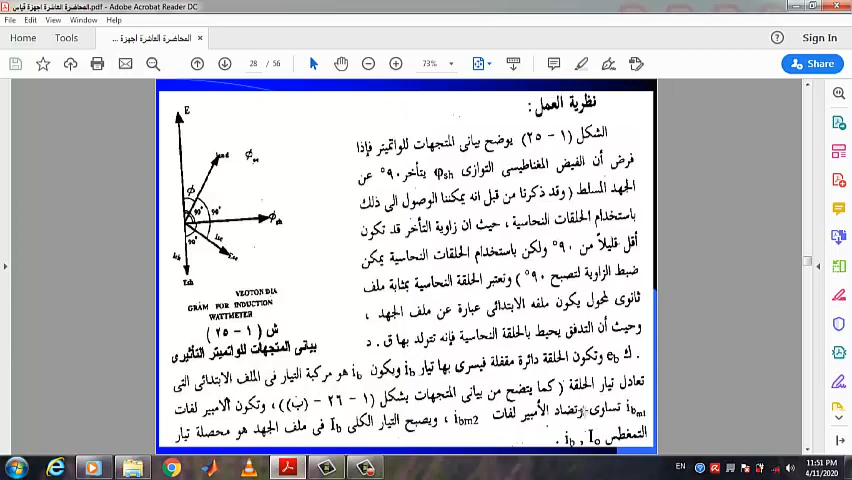 المحاضرة العاشرة اجهزة قياس.pdf - Adobe Acrobat Reader DC
File Edit View Window Help
Home Tools
... المحاضرة العاشرة اجهزة
Sign In
28 / 56
73%
Share
نظرية العمل :
الشكل (١ – ٢٥) يوضح بيانى المتجهات للواتميتر فإذا
فرض أن الفيض المغناطيسى التوازى φsh يتأخر ٩٠° عن
الجهد المسلط (وقد ذكرنا من قبل انه يمكننا الوصول الى ذلك
باستخدام الحلقات النحاسية ، حيث ان زاوية التأخر قد تكون
أقل قليلاً من ٩٠° ولكن باستخدام الحلقات النحاسية يمكن
ضبط الزاوية لتصبح ٩٠° ) وتعتبر الحلقة النحاسية بمثابة ملف
ثانوى لمحول يكون ملفه الابتدائى عبارة عن ملف الجهد ،
وحيث أن التدفق يحيط بالحلقة النحاسية فإنه تتولد بها ق . د
. ك eb وتكون الحلقة دائرة مقفلة فيسرى بها تيار ib ويكون ib هو مركبة التيار فى الملف الابتدائى التى
تعادل تيار الحلقة ( كما يتضح من بيانى المتجهات بشكل (١ – ٢٦ – (ب)) ، وتكون الأمبير لفات
ibm1 تساوى وتضاد الأمبير لفات ibm2 ، ويصبح التيار الكلى Ib فى ملف الجهد هو محصلة تيار
التمغطس ib , Io .
E
ϕ
90°
90°
90°
ϕsh
Esh
GRAM FOR INDUCTION
WATTMETER
ش ( ١ – ٢٥ )
بيانى المتجهات للواتميتر التأثيرى
EN
11:51 PM
4/11/2020